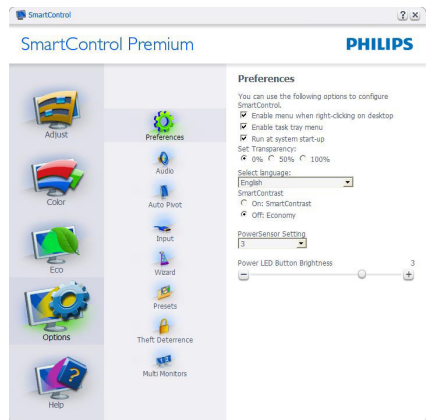 SmartControl
SmartControl Premium
PHILIPS
Adjust
Color
Eco
Options
Help
Preferences
Audio
Auto Pivot
Input
Wizard
Presets
Theft Deterrence
Multi Monitors
Preferences
You can use the following options to configure
SmartControl.
Enable menu when right-clicking on desktop
Enable task tray menu
Run at system start-up
Set Transparency:
0% 50% 100%
Select language:
English
SmartContrast
On: SmartContrast
Off: Economy
PowerSensor Setting
3
Power LED Button Brightness 3